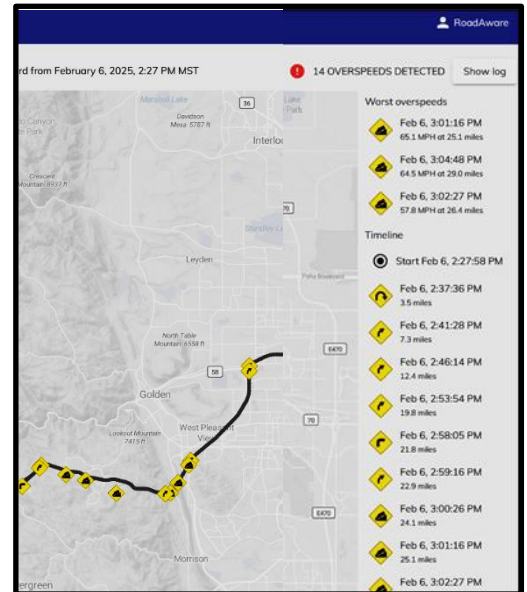 RoadAware
rd from February 6, 2025, 2:27 PM MST
14 OVERSPEEDS DETECTED
Show log
Marshall Lake
36
Davidson
Mesa 5787 ft
Lake
Park
Canyon
Park
Interloc
Crescent
Mountain 8937 ft
70
Standley
Leyden
Peña Boulevard
North Table
Mountain 6558 ft
E470
58
Golden
Lookout Mountain
7415 ft
West Pleasant
View
70
E470
Morrison
ergreen
Worst overspeeds
Feb 6, 3:01:16 PM
65.1 MPH at 25.1 miles
Feb 6, 3:04:48 PM
64.5 MPH at 29.0 miles
Feb 6, 3:02:27 PM
57.8 MPH at 26.4 miles
Timeline
Start Feb 6, 2:27:58 PM
Feb 6, 2:37:36 PM
3.5 miles
Feb 6, 2:41:28 PM
7.3 miles
Feb 6, 2:46:14 PM
12.4 miles
Feb 6, 2:53:54 PM
19.8 miles
Feb 6, 2:58:05 PM
21.8 miles
Feb 6, 2:59:16 PM
22.9 miles
Feb 6, 3:00:26 PM
24.1 miles
Feb 6, 3:01:16 PM
25.1 miles
Feb 6, 3:02:27 PM